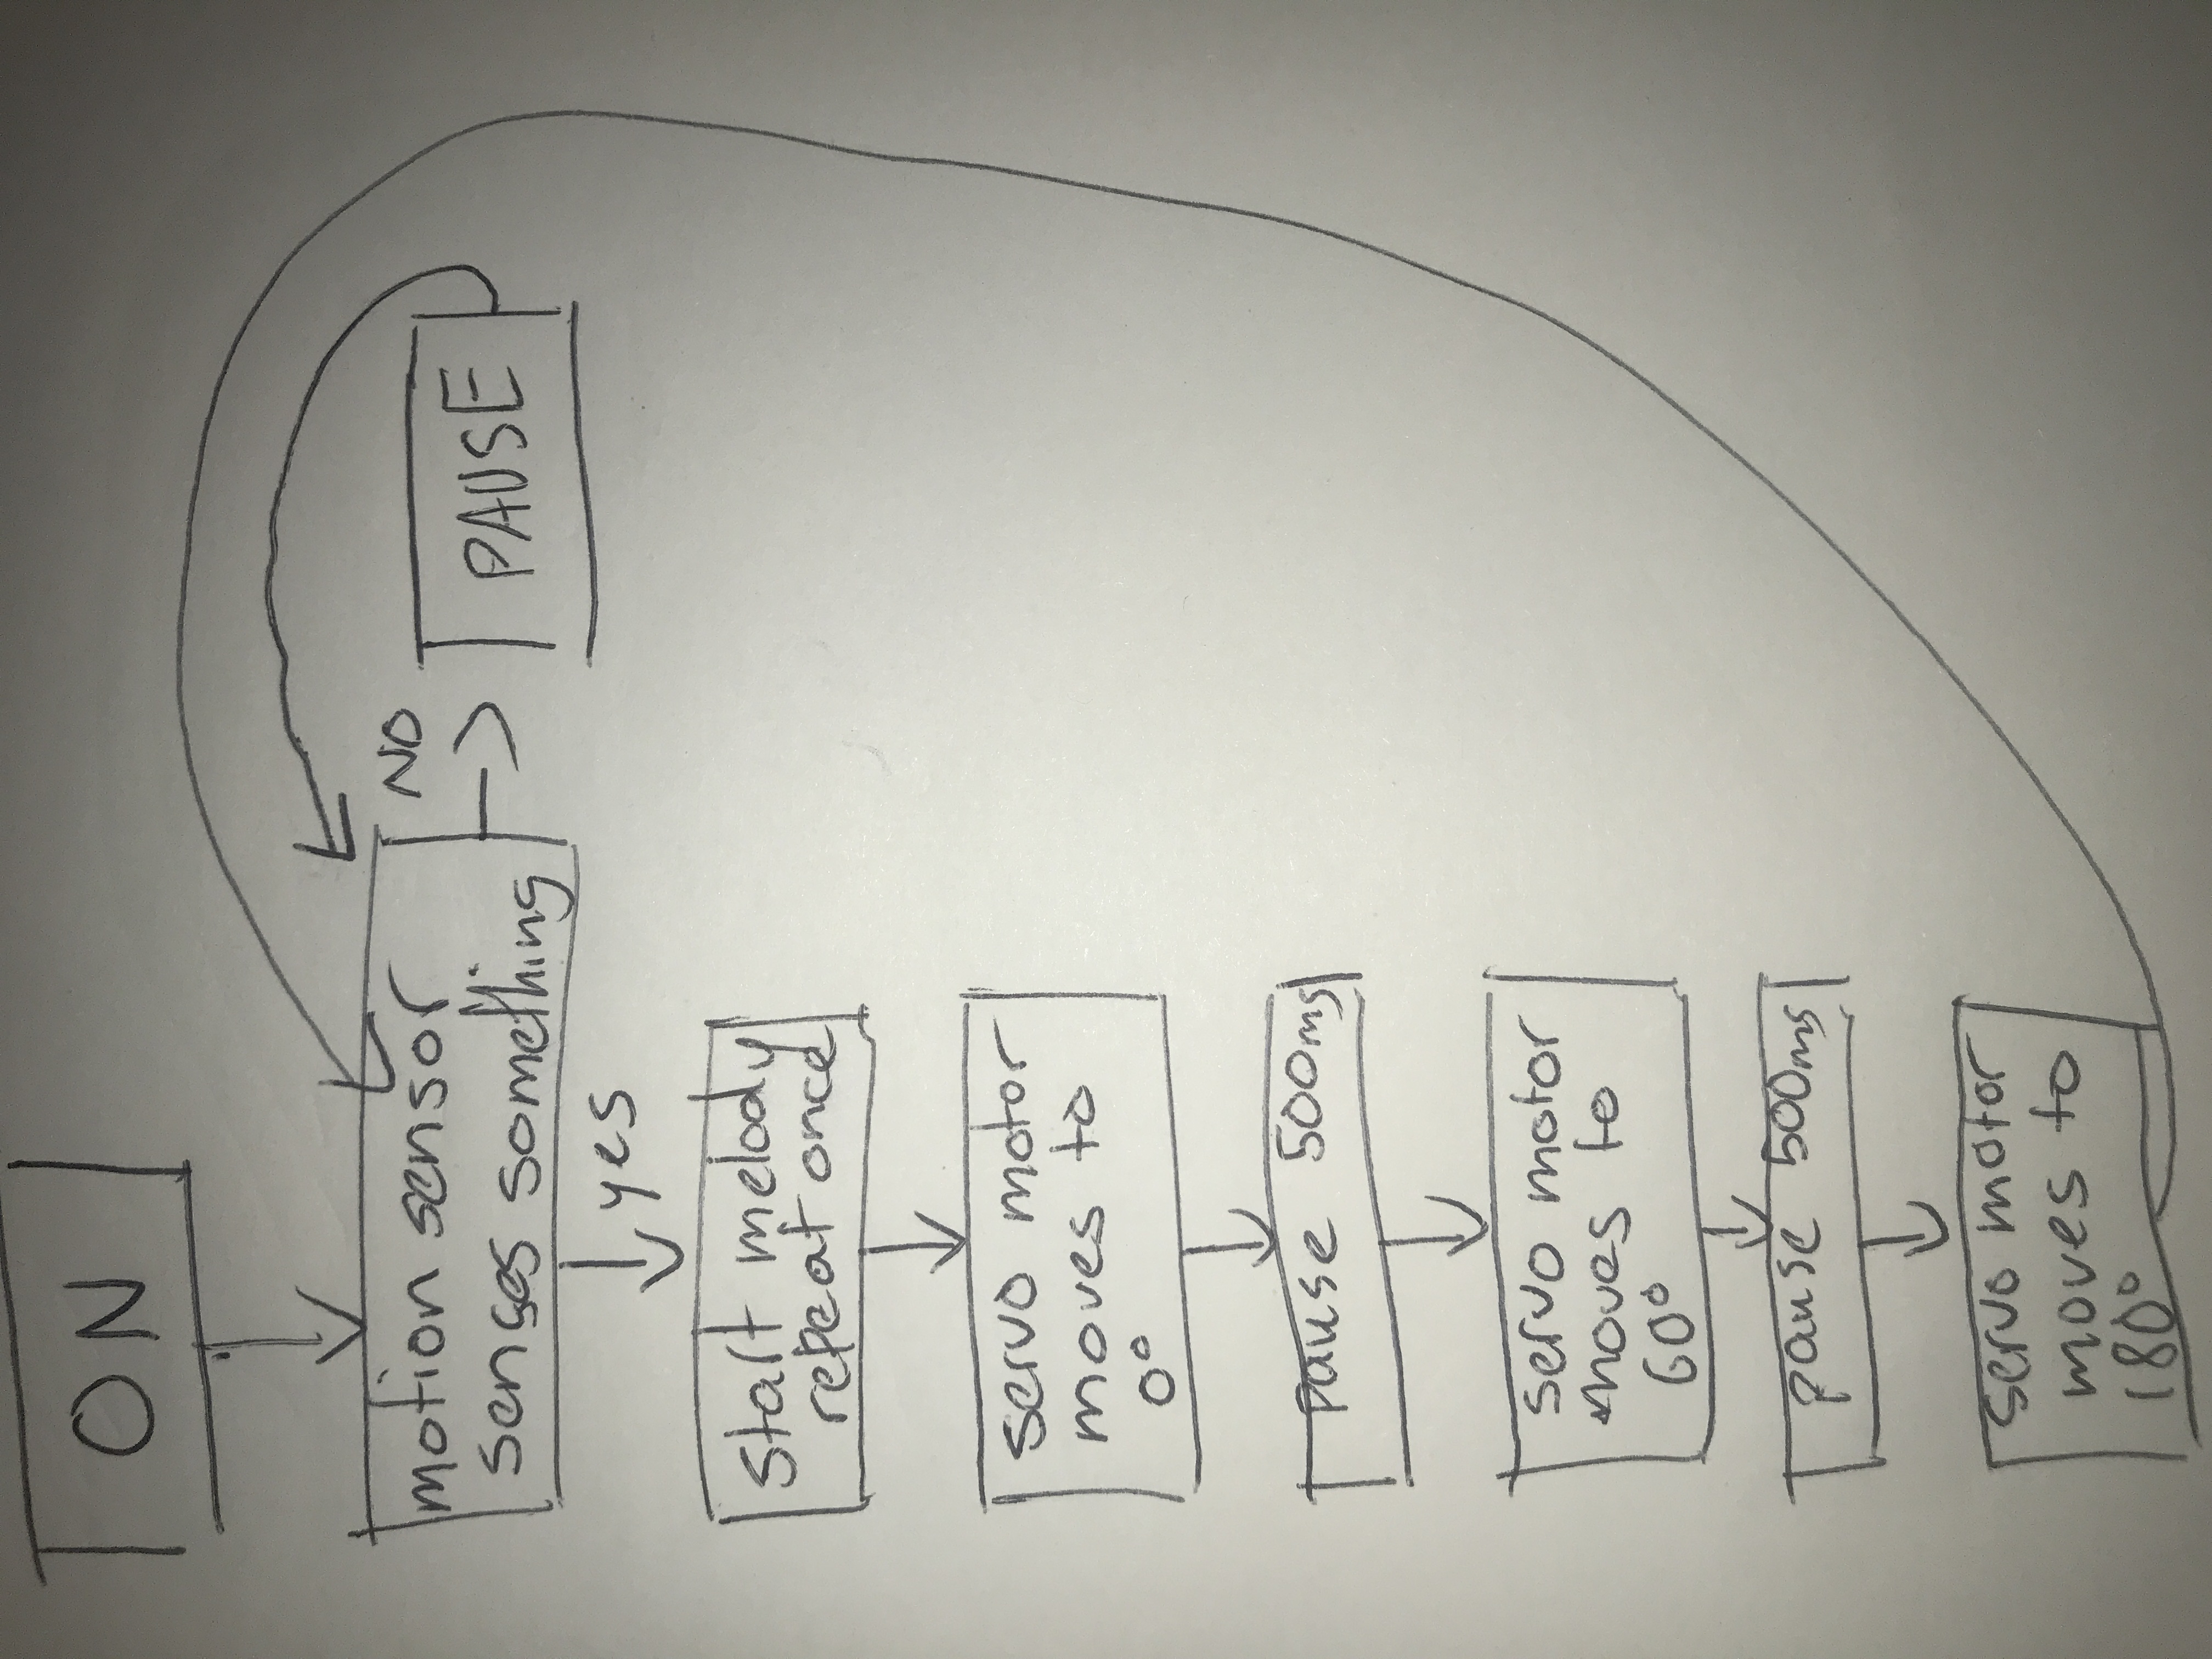 ON
motion sensor
senses something
NO
PAUSE
yes
start melody
repeat once
servo motor
moves to
0°
Pause 500ms
servo motor
moves to
60°
pause 500ms
servo motor
moves to
180°